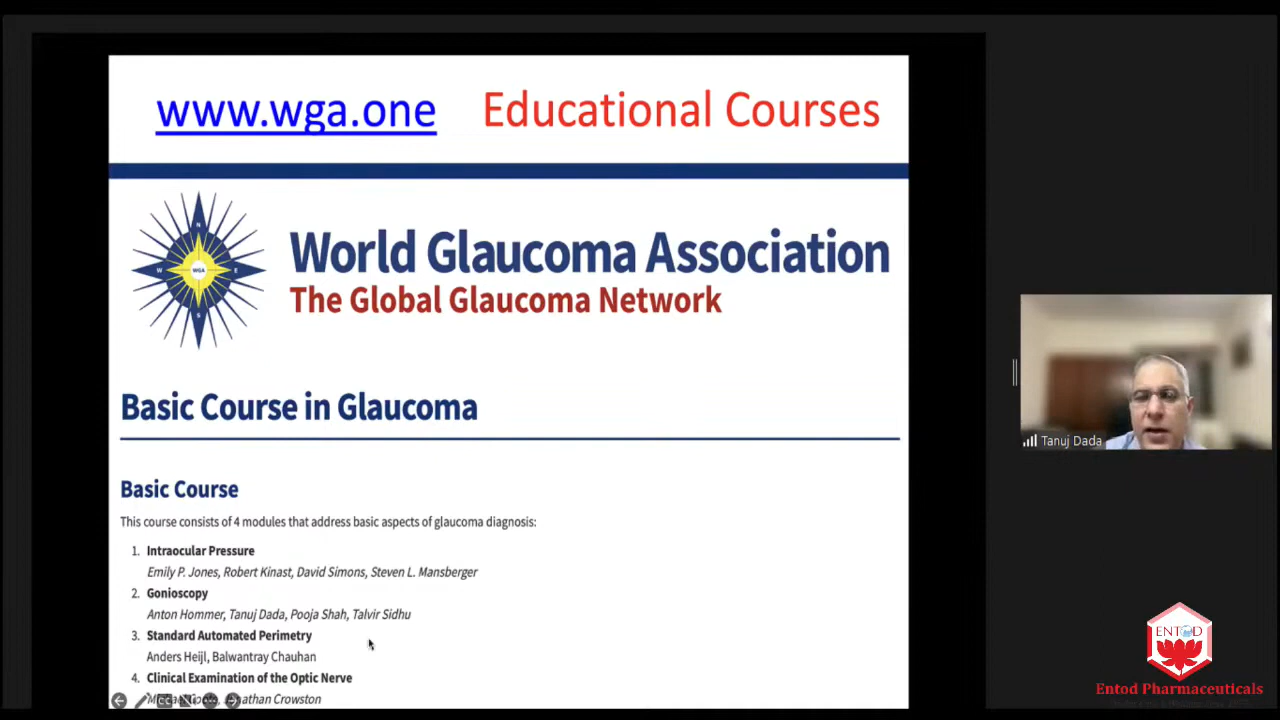 www.wga.one Educational Courses
N
W WGA E
S
World Glaucoma Association
The Global Glaucoma Network
Basic Course in Glaucoma
Basic Course
This course consists of 4 modules that address basic aspects of glaucoma diagnosis:
1. Intraocular Pressure
Emily P. Jones, Robert Kinast, David Simons, Steven L. Mansberger
2. Gonioscopy
Anton Hommer, Tanuj Dada, Pooja Shah, Talvir Sidhu
3. Standard Automated Perimetry
Anders Heijl, Balwantray Chauhan
4. Clinical Examination of the Optic Nerve
Crowston
Tanuj Dada
ENTOD
Entod Pharmaceuticals